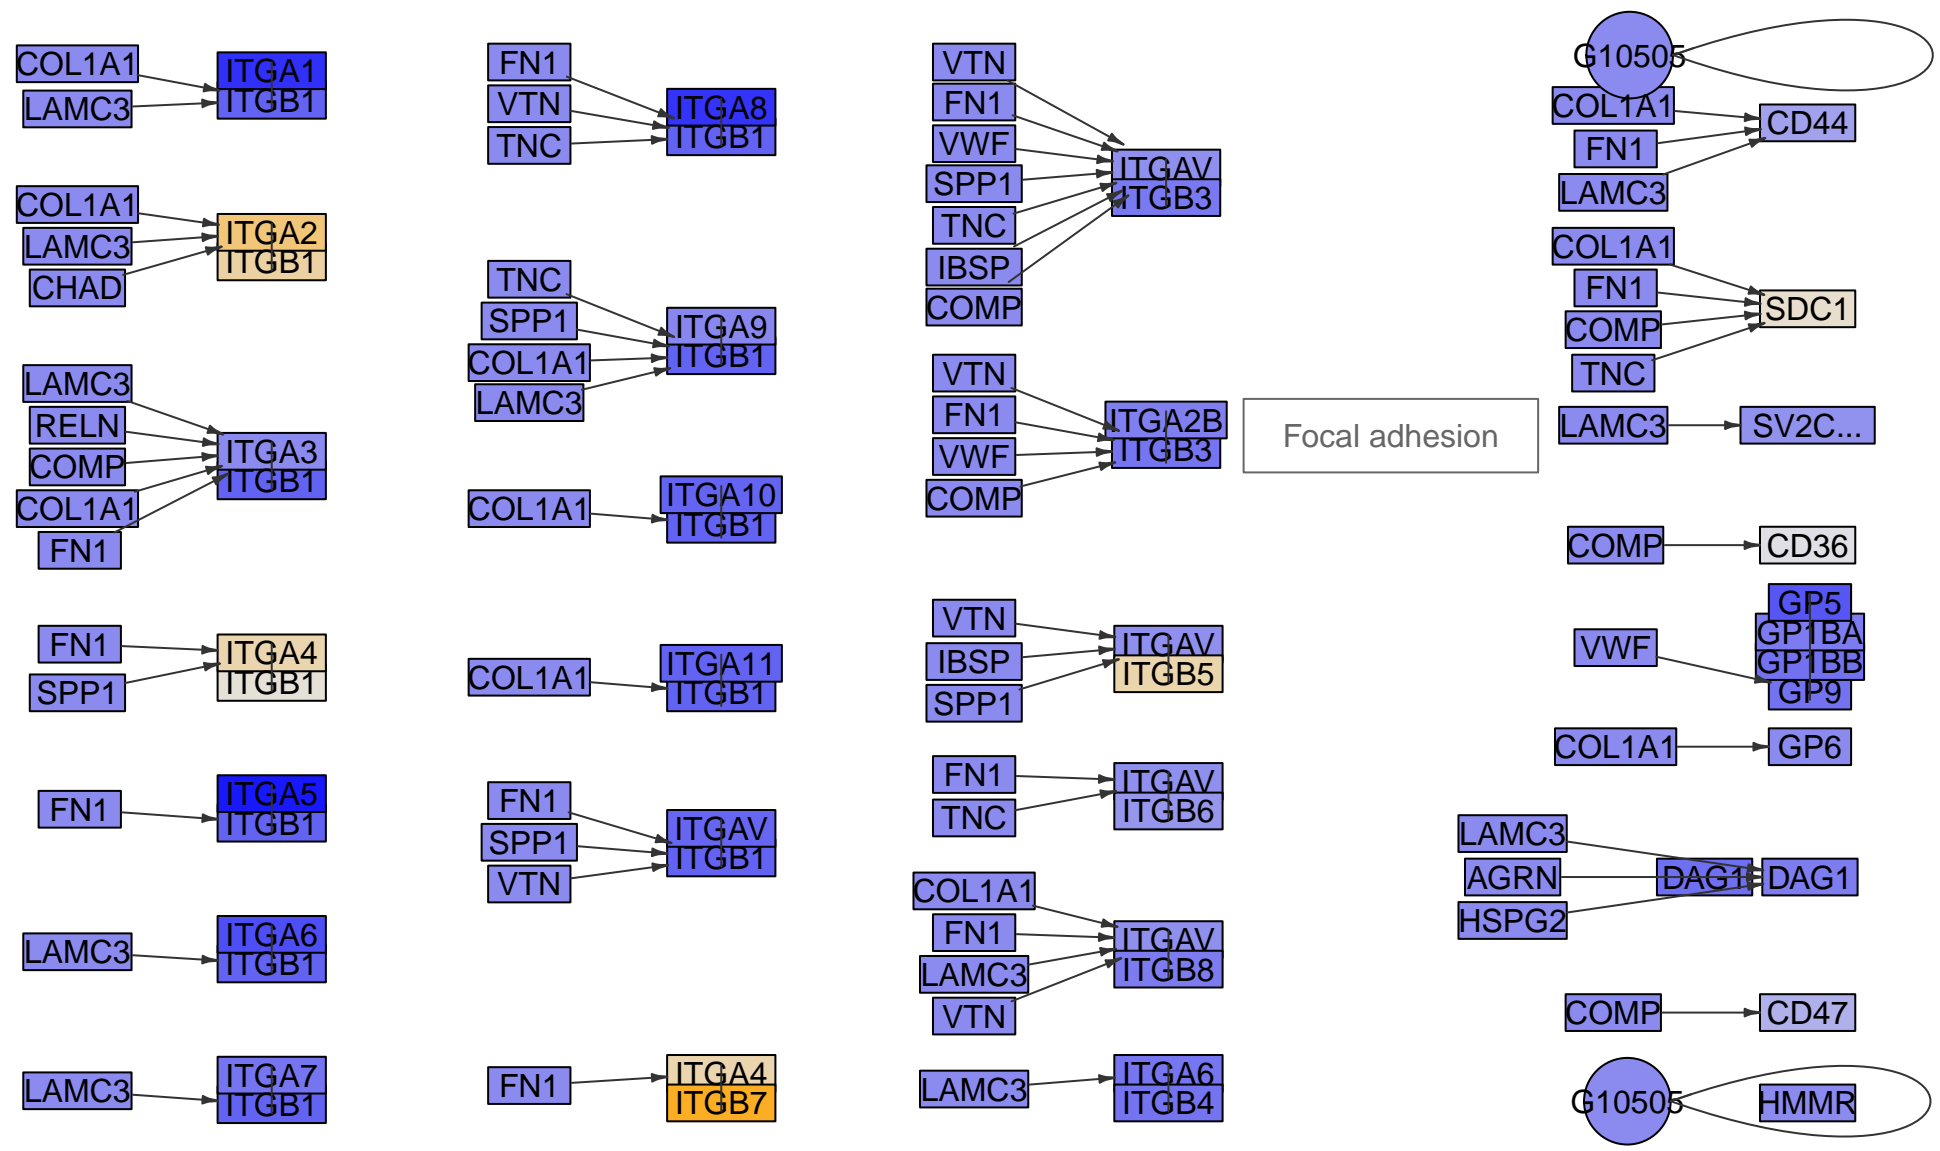 COL1A1
LAMC3
ITGA1
ITGB1
COL1A1
LAMC3
CHAD
ITGA2
ITGB1
LAMC3
RELN
COMP
COL1A1
FN1
ITGA3
ITGB1
FN1
SPP1
ITGA4
ITGB1
FN1
ITGA5
ITGB1
LAMC3
ITGA6
ITGB1
LAMC3
ITGA7
ITGB1
FN1
VTN
TNC
ITGA8
ITGB1
TNC
SPP1
COL1A1
LAMC3
ITGA9
ITGB1
COL1A1
ITGA10
ITGB1
COL1A1
ITGA11
ITGB1
FN1
SPP1
VTN
ITGAV
ITGB1
FN1
ITGA4
ITGB7
VTN
FN1
VWF
SPP1
TNC
IBSP
COMP
ITGAV
ITGB3
VTN
FN1
VWF
COMP
ITGA2B
ITGB3
Focal adhesion
VTN
IBSP
SPP1
ITGAV
ITGB5
FN1
TNC
ITGAV
ITGB6
COL1A1
FN1
LAMC3
VTN
ITGAV
ITGB8
LAMC3
ITGA6
ITGB4
G10505
COL1A1
FN1
LAMC3
CD44
COL1A1
FN1
COMP
TNC
SDC1
LAMC3
SV2C...
COMP
CD36
VWF
GP5
GP1BA
GP1BB
GP9
COL1A1
GP6
LAMC3
AGRN
HSPG2
DAG1
DAG1
COMP
CD47
G10505
HMMR